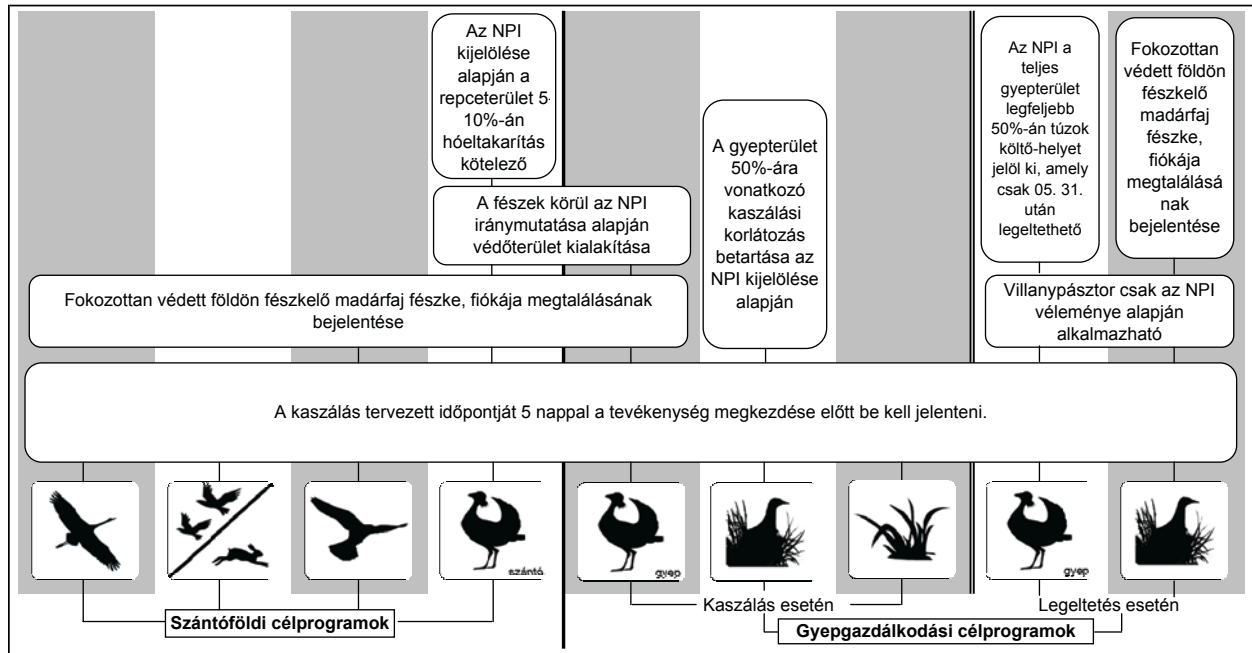 Az NPI
kijelölése
alapján a
repceterület 5-
10%-án
hóeltakarítás
kötelező
A fészek körül az NPI
iránymutatása alapján
védőterület kialakítása
Fokozottan védett földön fészkelő madárfaj fészke, fiókája megtalálásának
bejelentése
A gyepterület
50%-ára
vonatkozó
kaszálási
korlátozás
betartása az
NPI kijelölése
alapján
Az NPI a
teljes
gyepterület
legfeljebb
50%-án túzok
költő-helyet
jelöl ki, amely
csak 05. 31.
után
legeltethető
Fokozottan
védett földön
fészkelő
madárfaj
fészke,
fiókája
megtalálásá
nak
bejelentése
Villanypásztor csak az NPI
véleménye alapján
alkalmazható
A kaszálás tervezett időpontját 5 nappal a tevékenység megkezdése előtt be kell jelenteni.
szántó
gyep
gyep
Kaszálás esetén
Legeltetés esetén
Szántóföldi célprogramok
Gyepgazdálkodási célprogramok